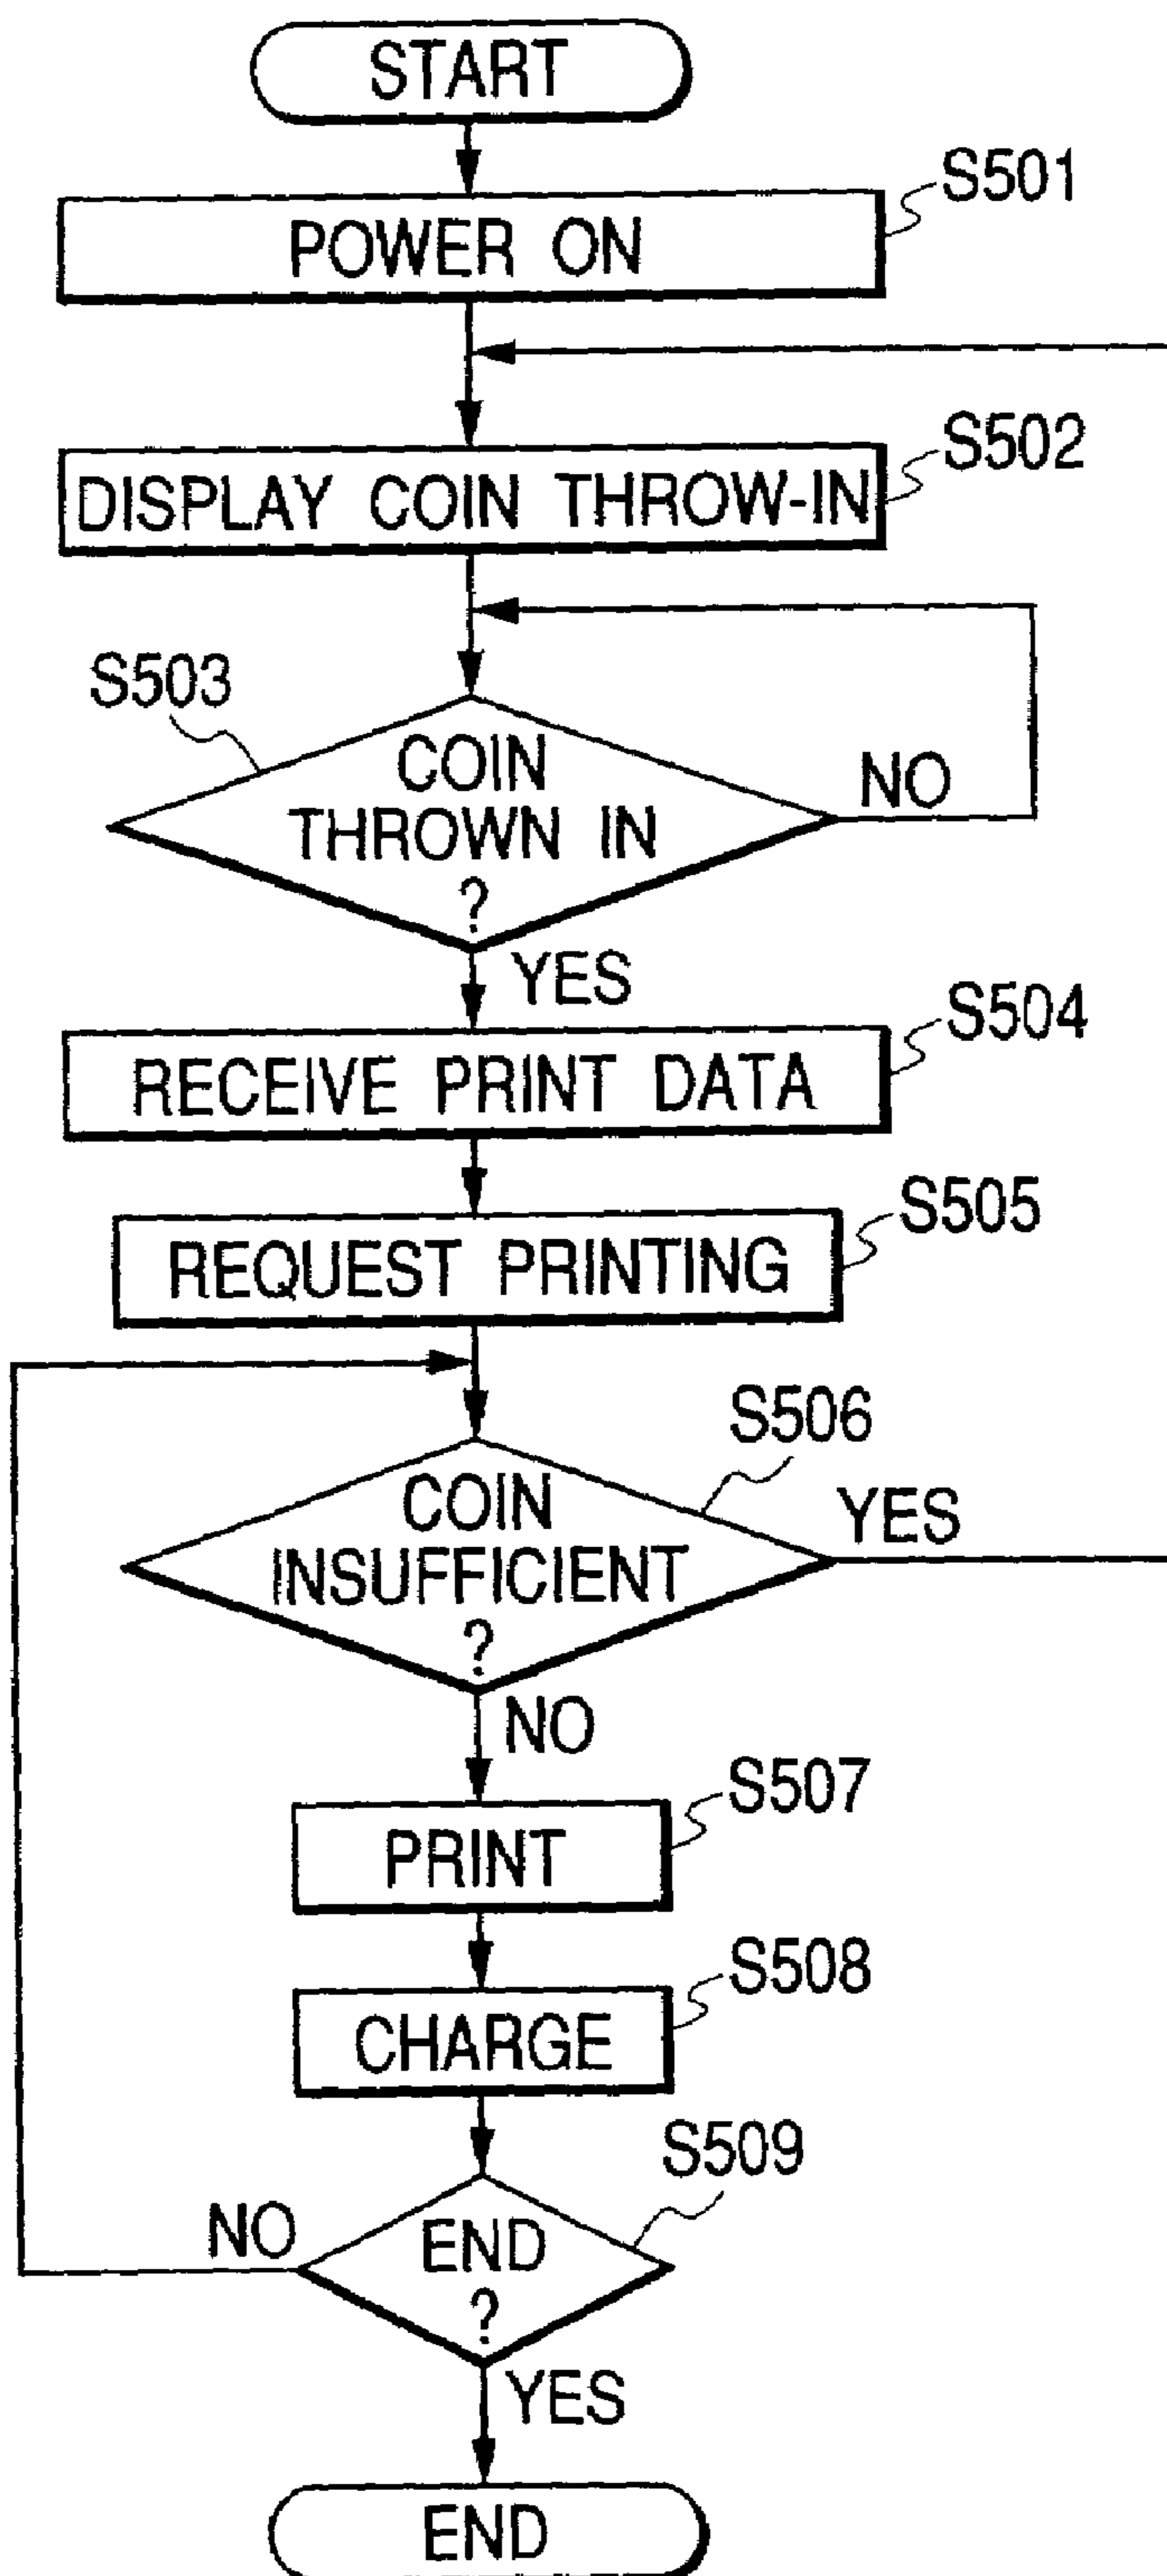 START
S501
POWER ON
S502
DISPLAY COIN THROW-IN
S503
COIN
THROWN IN
?
NO
YES
S504
RECEIVE PRINT DATA
S505
REQUEST PRINTING
S506
COIN
INSUFFICIENT
?
YES
NO
S507
PRINT
S508
CHARGE
S509
END
?
NO
YES
END